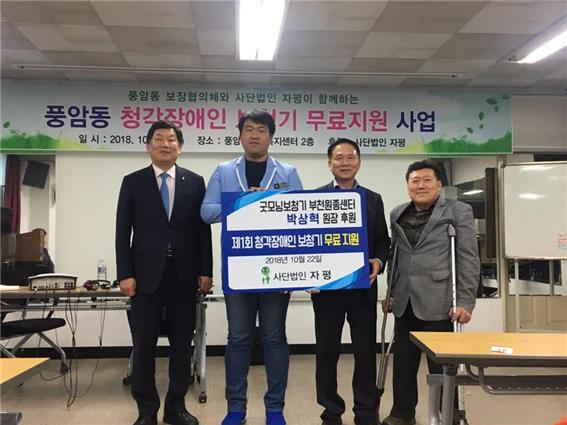 풍암동 보장협의체와 사단법인 자평이 함께하는
풍암동 청각장애인 보청기 무료지원 사업
일 시 : 2018. 10. 장소 : 풍암 지센터 2층 사단법인 자평
굿모닝보청기 부천원종센터
박상혁 원장 후원
제1회 청각장애인 보청기 무료 지원
2018년 10월 22일
사단법인 자 평